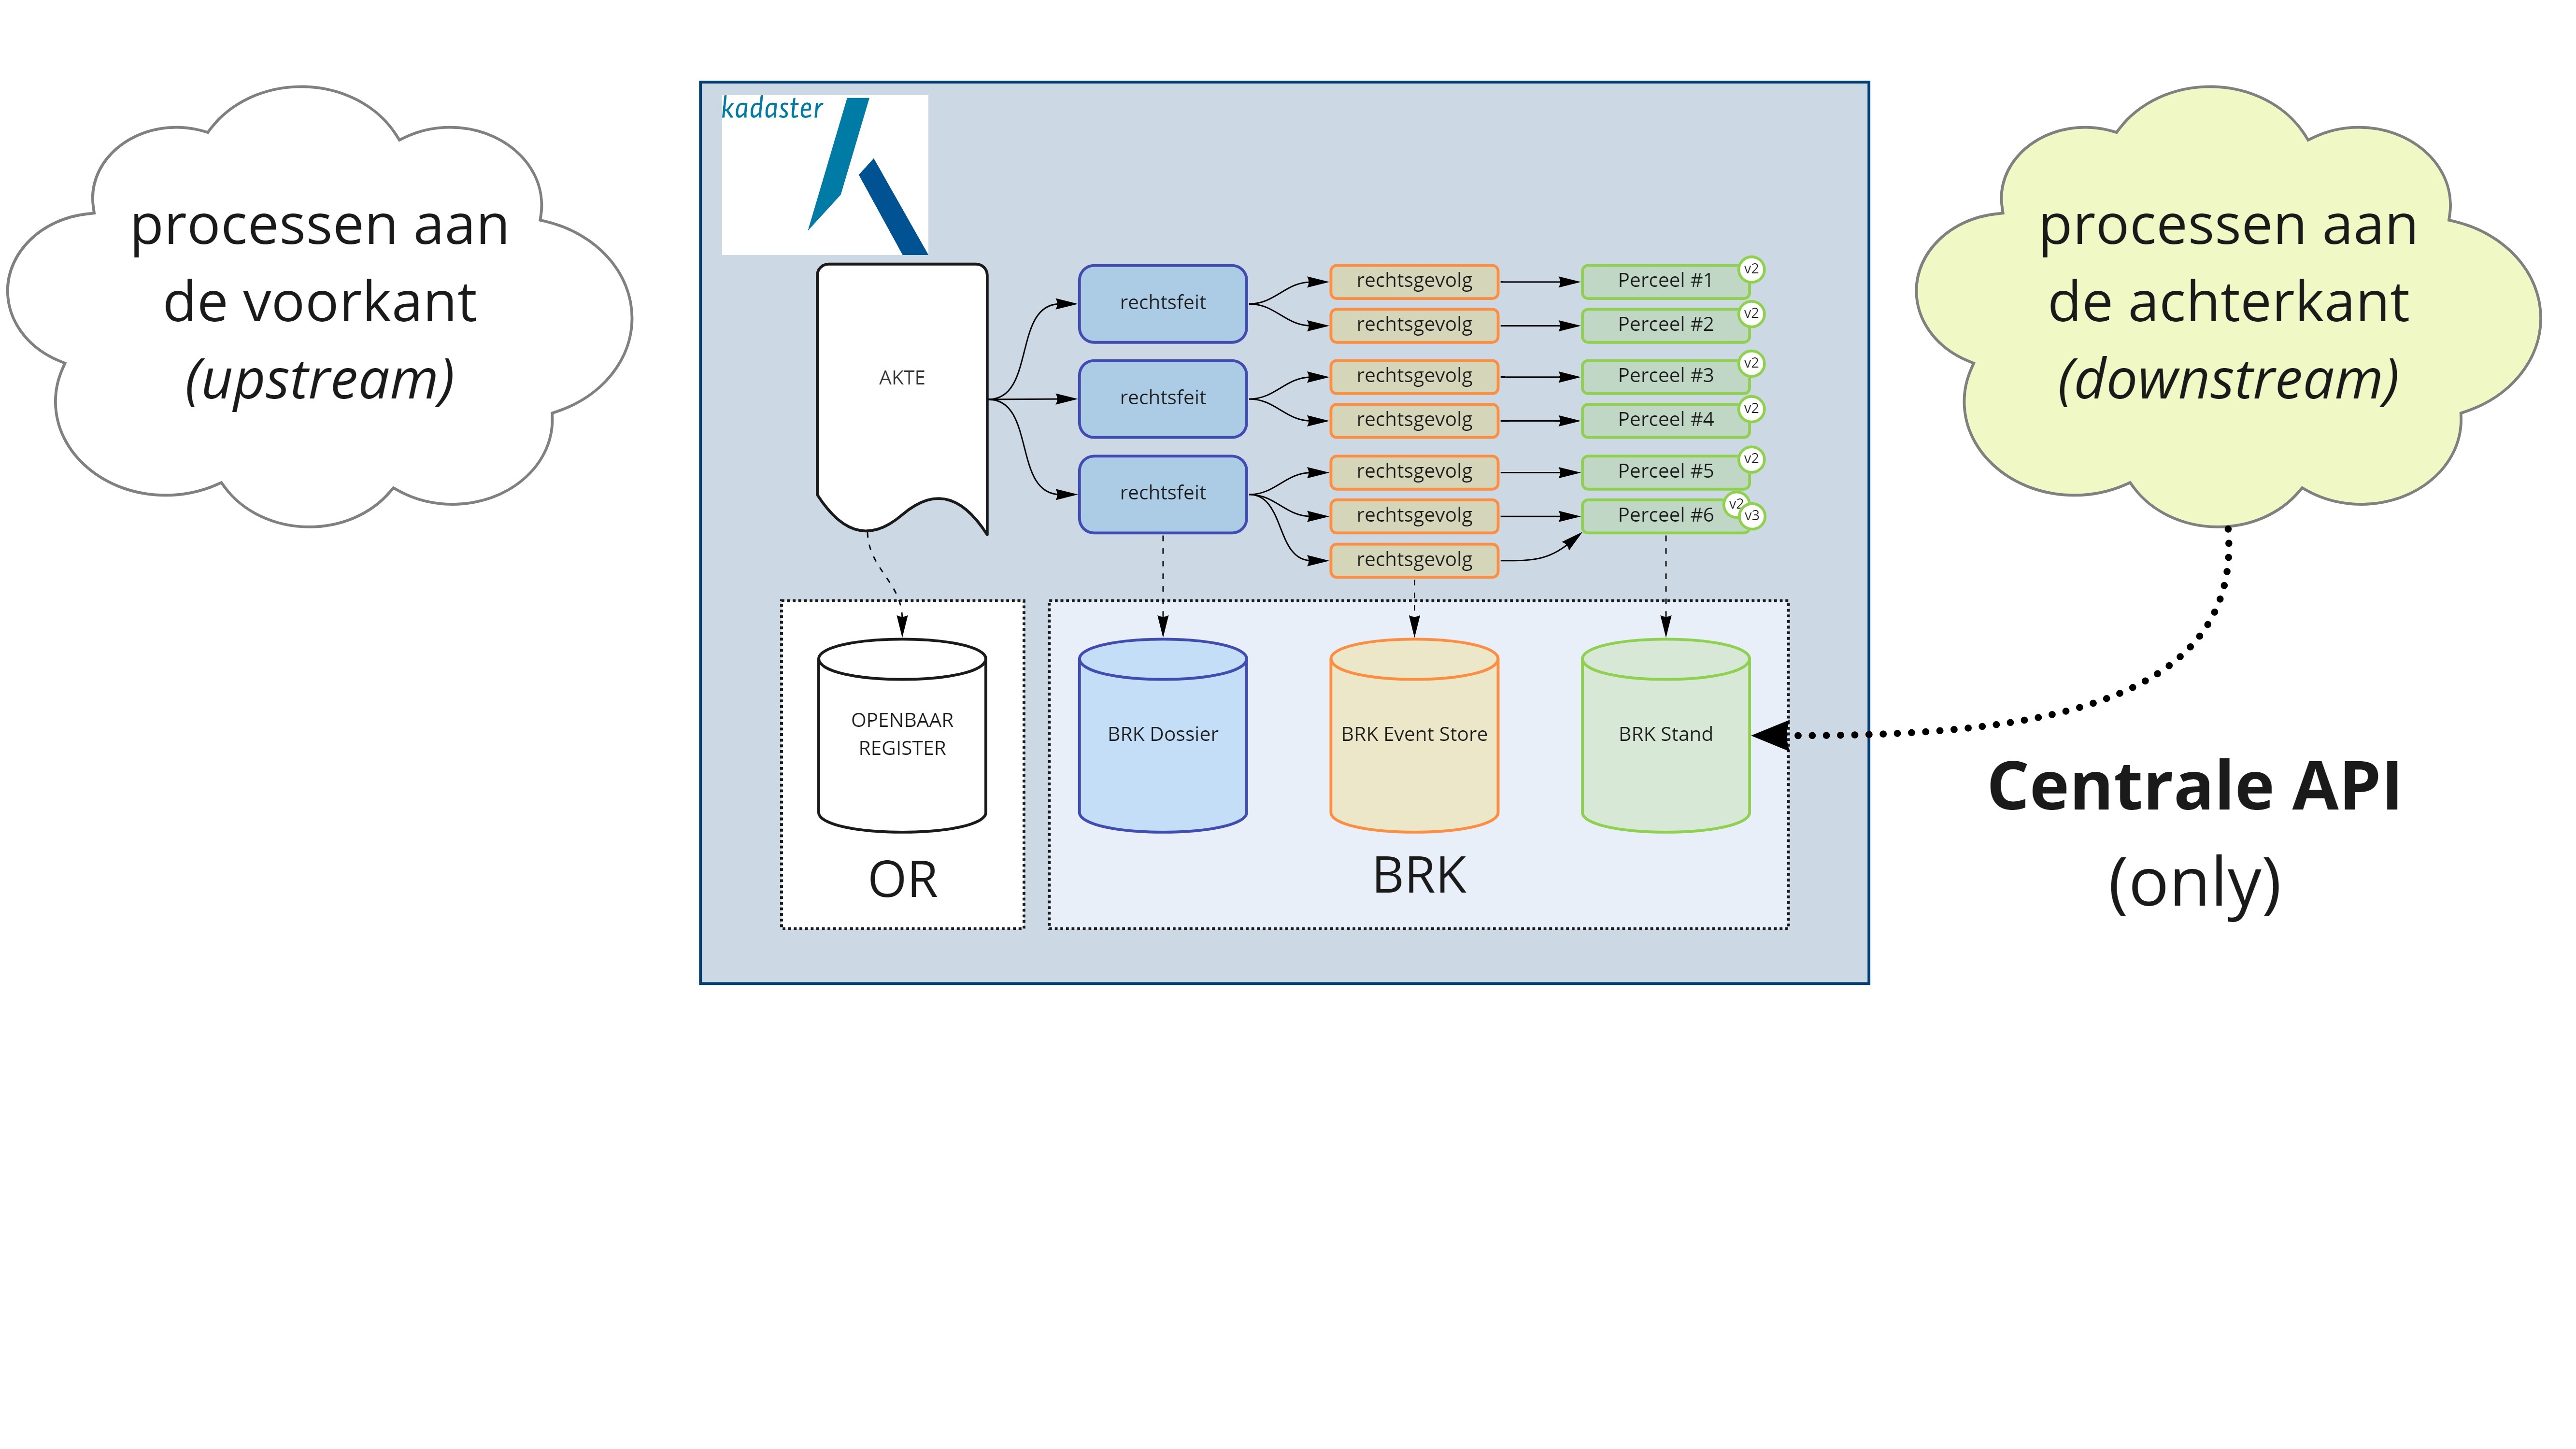 processen aan
de voorkant
(upstream)
kadaster
AKTE
rechtsfeit
rechtsfeit
rechtsfeit
rechtsgevolg
rechtsgevolg
rechtsgevolg
rechtsgevolg
rechtsgevolg
rechtsgevolg
rechtsgevolg
Perceel #1
v2
Perceel #2
v2
Perceel #3
v2
Perceel #4
v2
Perceel #5
v2
Perceel #6
v2
v3
OPENBAAR
REGISTER
OR
BRK Dossier
BRK Event Store
BRK Stand
BRK
processen aan
de achterkant
(downstream)
Centrale API
(only)